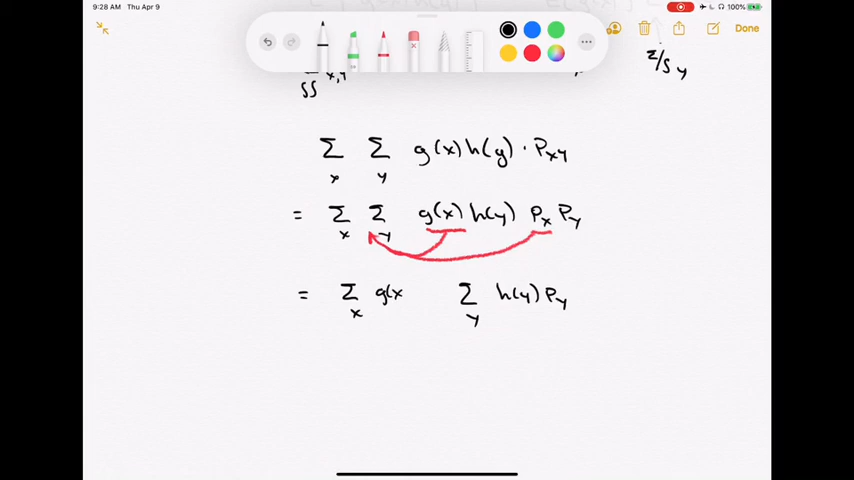 9:28 AM Thu Apr 9
100%
Done
Σ/∫ y
x,y
∫∫
Σ x Σ y g(x)h(y) · Pxy
= Σ x Σ y g(x)h(y) Px Py
= Σ x g(x Σ y h(y) Py